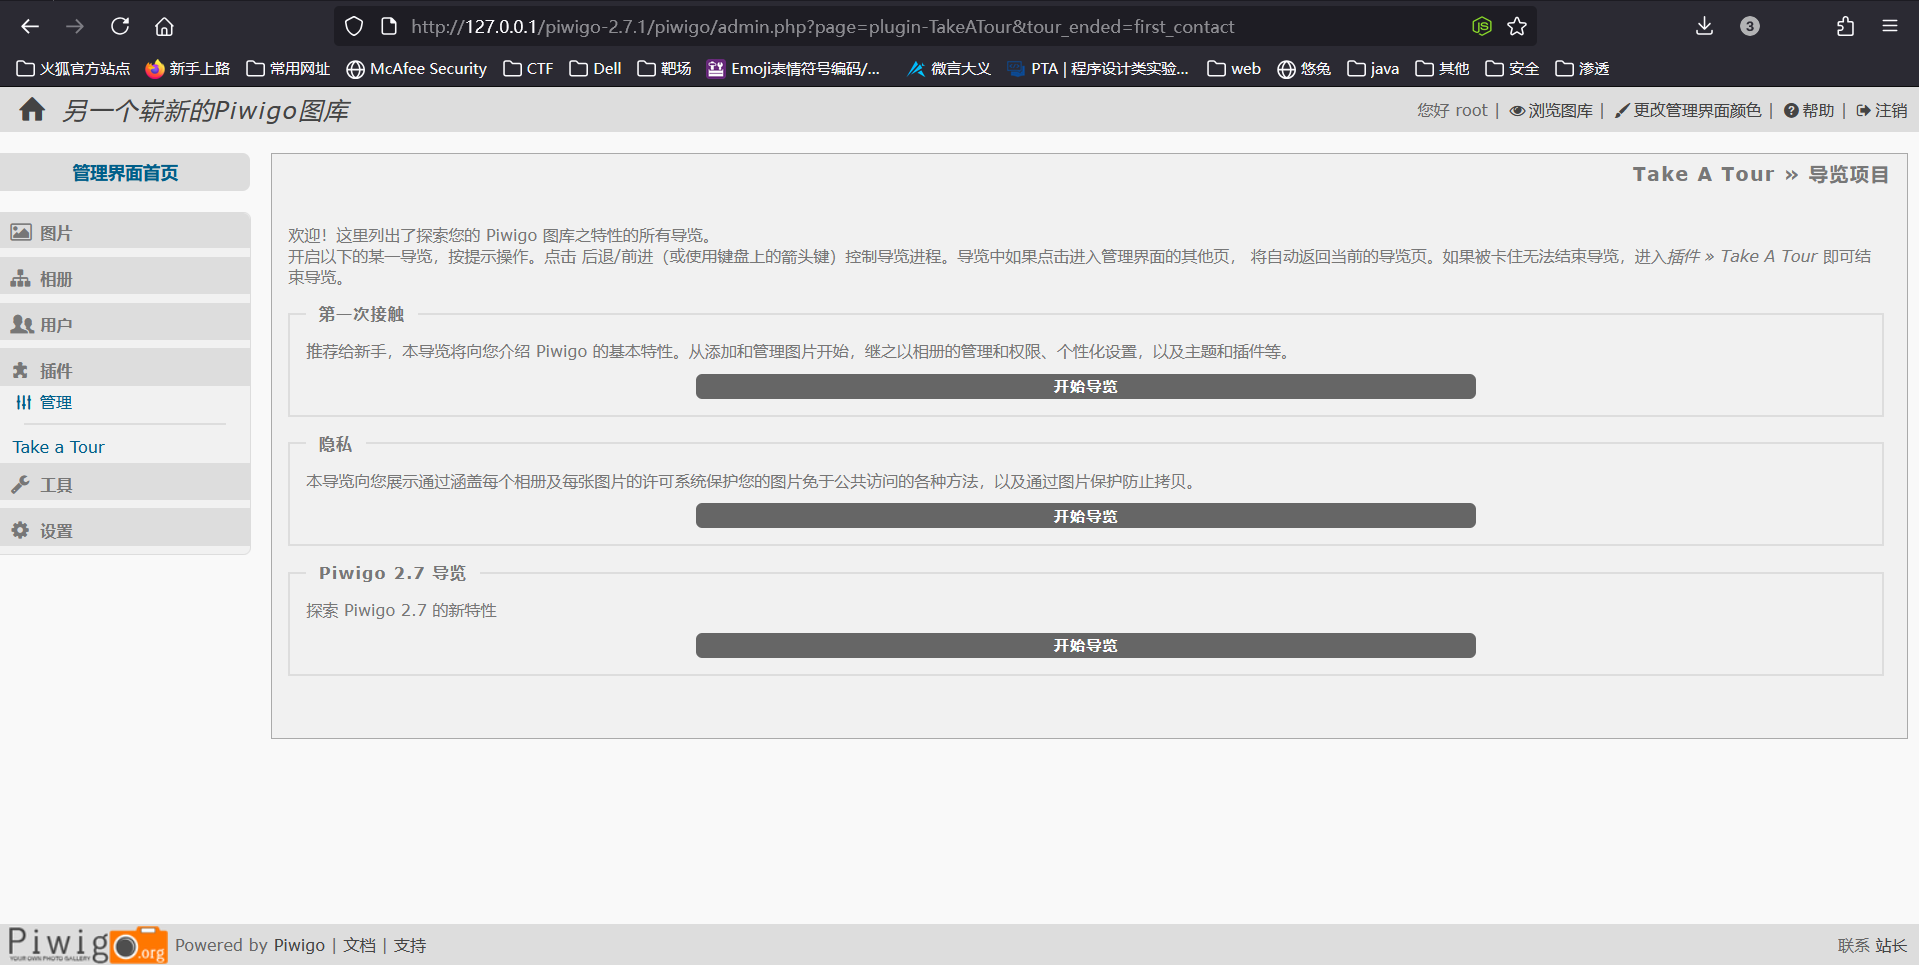 http://127.0.0.1/piwigo-2.7.1/piwigo/admin.php?page=plugin-TakeATour&tour_ended=first_contact
3
火狐官方站点 新手上路 常用网址 McAfee Security CTF Dell 靶场 Emoji表情符号编码/... 微言大义 PTA | 程序设计类实验... web 悠兔 java 其他 安全 渗透
另一个崭新的Piwigo图库
您好 root | 浏览图库 | 更改管理界面颜色 | 帮助 | 注销
管理界面首页
图片
相册
用户
插件
管理
Take a Tour
工具
设置
Take A Tour » 导览项目
欢迎！这里列出了探索您的 Piwigo 图库之特性的所有导览。
开启以下的某一导览，按提示操作。点击 后退/前进（或使用键盘上的箭头键）控制导览进程。导览中如果点击进入管理界面的其他页， 将自动返回当前的导览页。如果被卡住无法结束导览，进入插件 » Take A Tour 即可结
束导览。
第一次接触
推荐给新手，本导览将向您介绍 Piwigo 的基本特性。从添加和管理图片开始，继之以相册的管理和权限、个性化设置，以及主题和插件等。
开始导览
隐私
本导览向您展示通过涵盖每个相册及每张图片的许可系统保护您的图片免于公共访问的各种方法，以及通过图片保护防止拷贝。
开始导览
Piwigo 2.7 导览
探索 Piwigo 2.7 的新特性
开始导览
Piwigo.org
YOUR OWN PHOTO GALLERY
Powered by Piwigo | 文档 | 支持
联系 站长